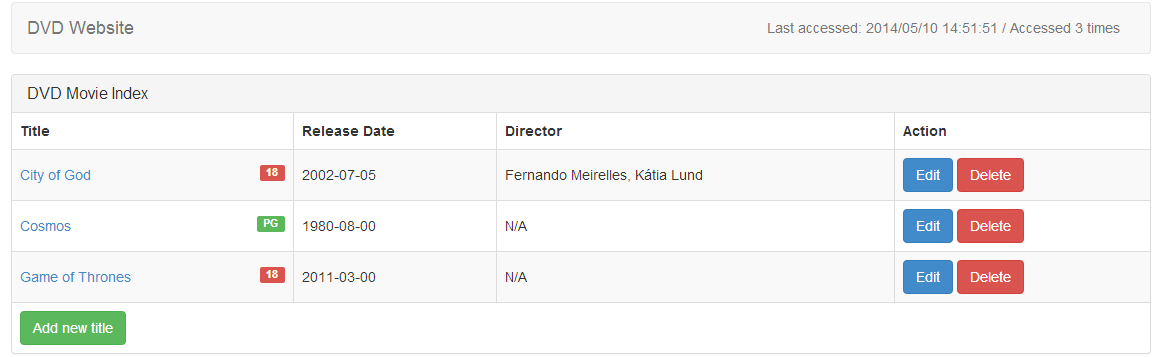 DVD Website Last accessed: 2014/05/10 14:51:51 / Accessed 3 times
DVD Movie Index
Title Release Date Director Action
City of God 18 2002-07-05 Fernando Meirelles, Kátia Lund Edit Delete
Cosmos PG 1980-08-00 N/A Edit Delete
Game of Thrones 18 2011-03-00 N/A Edit Delete
Add new title